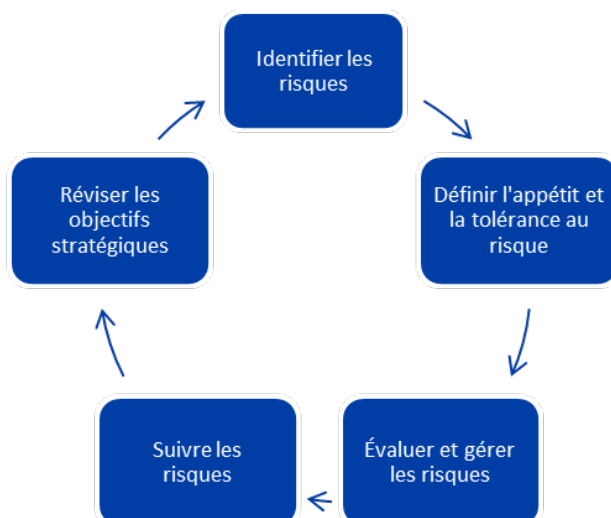 Identifier les
risques
Définir l'appétit et
la tolérance au
risque
Évaluer et gérer
les risques
Suivre les
risques
Réviser les
objectifs
stratégiques